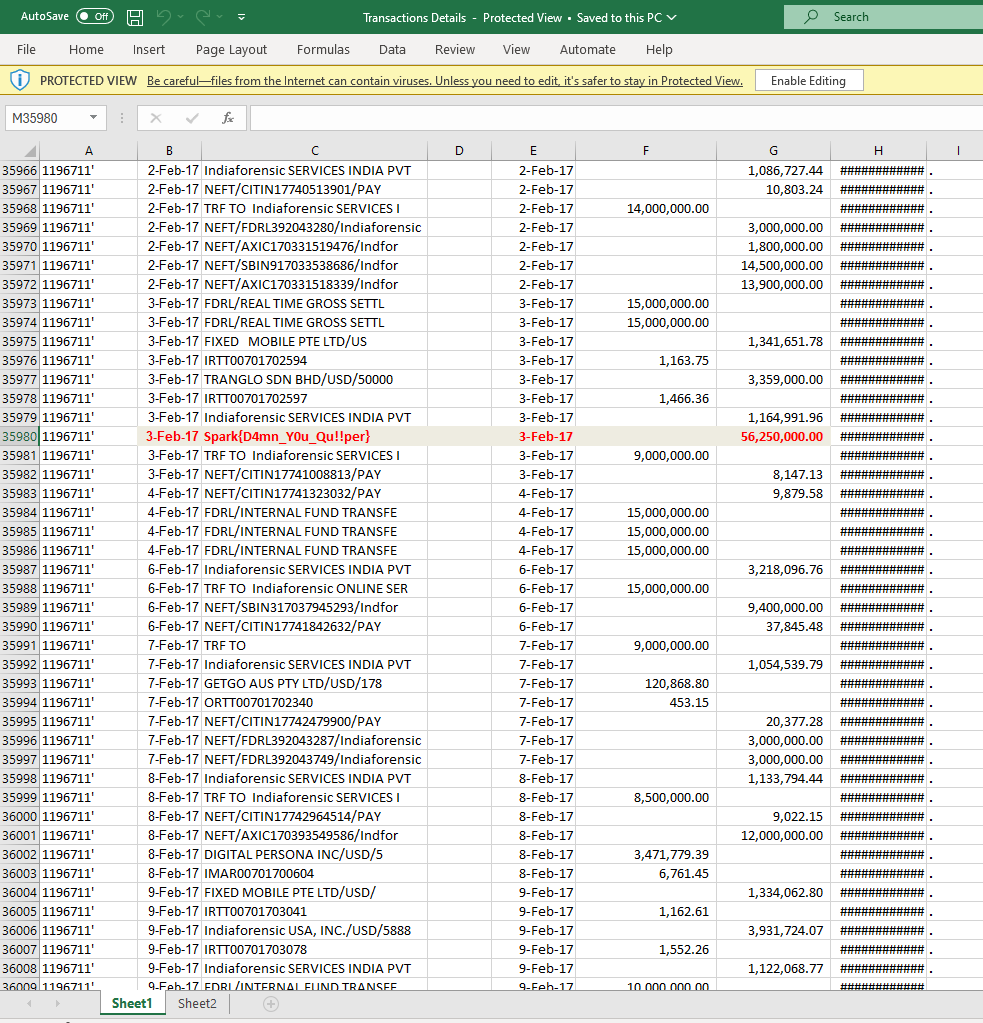 AutoSave Off Transactions Details - Protected View • Saved to this PC Search
File Home Insert Page Layout Formulas Data Review View Automate Help
PROTECTED VIEW Be careful—files from the Internet can contain viruses. Unless you need to edit, it's safer to stay in Protected View. Enable Editing
M35980 fx
A B C D E F G H I
35966 1196711' 2-Feb-17 Indiaforensic SERVICES INDIA PVT 2-Feb-17 1,086,727.44 ############ .
35967 1196711' 2-Feb-17 NEFT/CITIN17740513901/PAY 2-Feb-17 10,803.24 ############ .
35968 1196711' 2-Feb-17 TRF TO Indiaforensic SERVICES I 2-Feb-17 14,000,000.00 ############ .
35969 1196711' 2-Feb-17 NEFT/FDRL392043280/Indiaforensic 2-Feb-17 3,000,000.00 ############ .
35970 1196711' 2-Feb-17 NEFT/AXIC170331519476/Indfor 2-Feb-17 1,800,000.00 ############ .
35971 1196711' 2-Feb-17 NEFT/SBIN917033538686/Indfor 2-Feb-17 14,500,000.00 ############ .
35972 1196711' 2-Feb-17 NEFT/AXIC170331518339/Indfor 2-Feb-17 13,900,000.00 ############ .
35973 1196711' 3-Feb-17 FDRL/REAL TIME GROSS SETTL 3-Feb-17 15,000,000.00 ############ .
35974 1196711' 3-Feb-17 FDRL/REAL TIME GROSS SETTL 3-Feb-17 15,000,000.00 ############ .
35975 1196711' 3-Feb-17 FIXED MOBILE PTE LTD/US 3-Feb-17 1,341,651.78 ############ .
35976 1196711' 3-Feb-17 IRTT00701702594 3-Feb-17 1,163.75 ############ .
35977 1196711' 3-Feb-17 TRANGLO SDN BHD/USD/50000 3-Feb-17 3,359,000.00 ############ .
35978 1196711' 3-Feb-17 IRTT00701702597 3-Feb-17 1,466.36 ############ .
35979 1196711' 3-Feb-17 Indiaforensic SERVICES INDIA PVT 3-Feb-17 1,164,991.96 ############ .
35980 1196711' 3-Feb-17 Spark{D4mn_Y0u_Qu!!per} 3-Feb-17 56,250,000.00 ############ .
35981 1196711' 3-Feb-17 TRF TO Indiaforensic SERVICES I 3-Feb-17 9,000,000.00 ############ .
35982 1196711' 3-Feb-17 NEFT/CITIN17741008813/PAY 3-Feb-17 8,147.13 ############ .
35983 1196711' 4-Feb-17 NEFT/CITIN17741323032/PAY 4-Feb-17 9,879.58 ############ .
35984 1196711' 4-Feb-17 FDRL/INTERNAL FUND TRANSFE 4-Feb-17 15,000,000.00 ############ .
35985 1196711' 4-Feb-17 FDRL/INTERNAL FUND TRANSFE 4-Feb-17 15,000,000.00 ############ .
35986 1196711' 4-Feb-17 FDRL/INTERNAL FUND TRANSFE 4-Feb-17 15,000,000.00 ############ .
35987 1196711' 6-Feb-17 Indiaforensic SERVICES INDIA PVT 6-Feb-17 3,218,096.76 ############ .
35988 1196711' 6-Feb-17 TRF TO Indiaforensic ONLINE SER 6-Feb-17 15,000,000.00 ############ .
35989 1196711' 6-Feb-17 NEFT/SBIN317037945293/Indfor 6-Feb-17 9,400,000.00 ############ .
35990 1196711' 6-Feb-17 NEFT/CITIN17741842632/PAY 6-Feb-17 37,845.48 ############ .
35991 1196711' 7-Feb-17 TRF TO 7-Feb-17 9,000,000.00 ############ .
35992 1196711' 7-Feb-17 Indiaforensic SERVICES INDIA PVT 7-Feb-17 1,054,539.79 ############ .
35993 1196711' 7-Feb-17 GETGO AUS PTY LTD/USD/178 7-Feb-17 120,868.80 ############ .
35994 1196711' 7-Feb-17 ORTT00701702340 7-Feb-17 453.15 ############ .
35995 1196711' 7-Feb-17 NEFT/CITIN17742479900/PAY 7-Feb-17 20,377.28 ############ .
35996 1196711' 7-Feb-17 NEFT/FDRL392043287/Indiaforensic 7-Feb-17 3,000,000.00 ############ .
35997 1196711' 7-Feb-17 NEFT/FDRL392043749/Indiaforensic 7-Feb-17 3,000,000.00 ############ .
35998 1196711' 8-Feb-17 Indiaforensic SERVICES INDIA PVT 8-Feb-17 1,133,794.44 ############ .
35999 1196711' 8-Feb-17 TRF TO Indiaforensic SERVICES I 8-Feb-17 8,500,000.00 ############ .
36000 1196711' 8-Feb-17 NEFT/CITIN17742964514/PAY 8-Feb-17 9,022.15 ############ .
36001 1196711' 8-Feb-17 NEFT/AXIC170393549586/Indfor 8-Feb-17 12,000,000.00 ############ .
36002 1196711' 8-Feb-17 DIGITAL PERSONA INC/USD/5 8-Feb-17 3,471,779.39 ############ .
36003 1196711' 8-Feb-17 IMAR00701700604 8-Feb-17 6,761.45 ############ .
36004 1196711' 9-Feb-17 FIXED MOBILE PTE LTD/USD/ 9-Feb-17 1,334,062.80 ############ .
36005 1196711' 9-Feb-17 IRTT00701703041 9-Feb-17 1,162.61 ############ .
36006 1196711' 9-Feb-17 Indiaforensic USA, INC./USD/5888 9-Feb-17 3,931,724.07 ############ .
36007 1196711' 9-Feb-17 IRTT00701703078 9-Feb-17 1,552.26 ############ .
36008 1196711' 9-Feb-17 Indiaforensic SERVICES INDIA PVT 9-Feb-17 1,122,068.77 ############ .
36009 1196711' 9-Feb-17 FDRL/INTERNAL FUND TRANSFE 9-Feb-17 10,000,000.00 ############ .
Sheet1 Sheet2